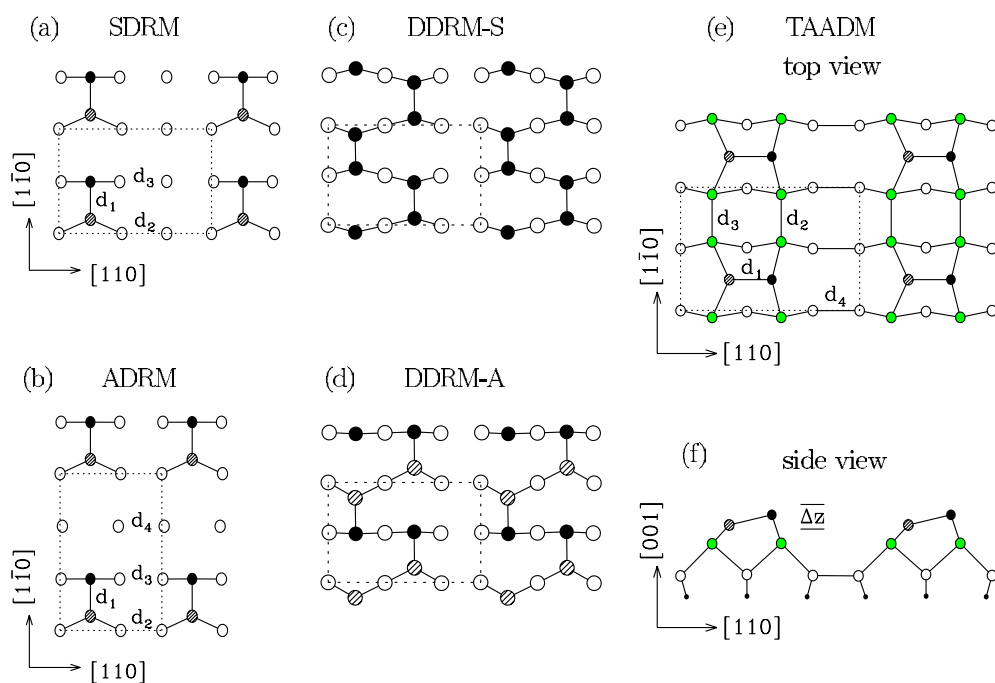 (a) SDRM
d₃
d₁
d₂
[11̅0]
[110]
(b) ADRM
d₄
d₃
d₁
d₂
[11̅0]
[110]
(c) DDRM-S
(d) DDRM-A
(e) TAADM
top view
d₃ d₂
d₁
d₄
[11̅0]
[110]
(f) side view
Δz
[001]
[110]